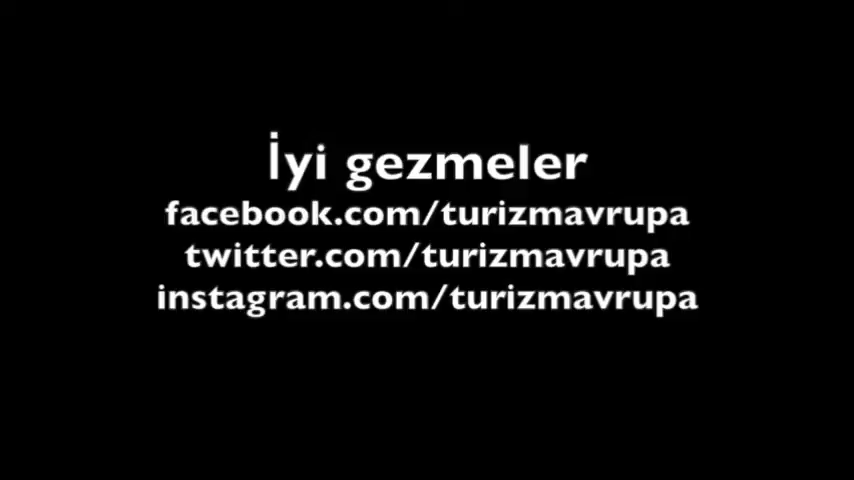 İyi gezmeler
facebook.com/turizmavrupa
twitter.com/turizmavrupa
instagram.com/turizmavrupa